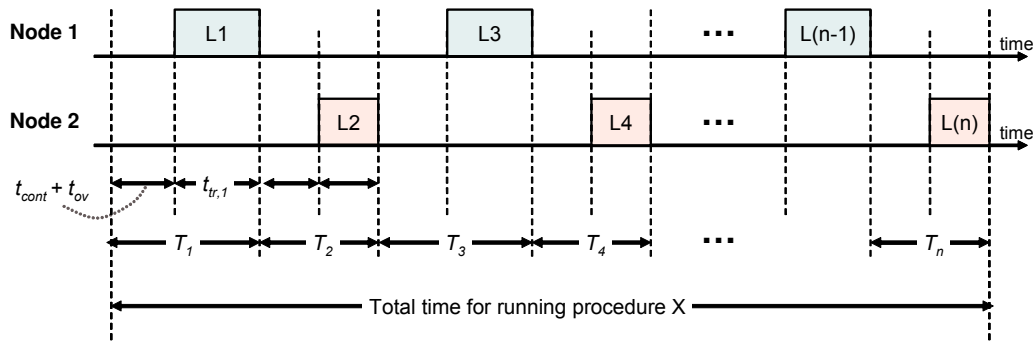 Node 1
L1
L3
...
L(n-1)
time
Node 2
L2
L4
...
L(n)
time
t_cont + t_ov
t_tr,1
T_1
T_2
T_3
T_4
...
T_n
Total time for running procedure X